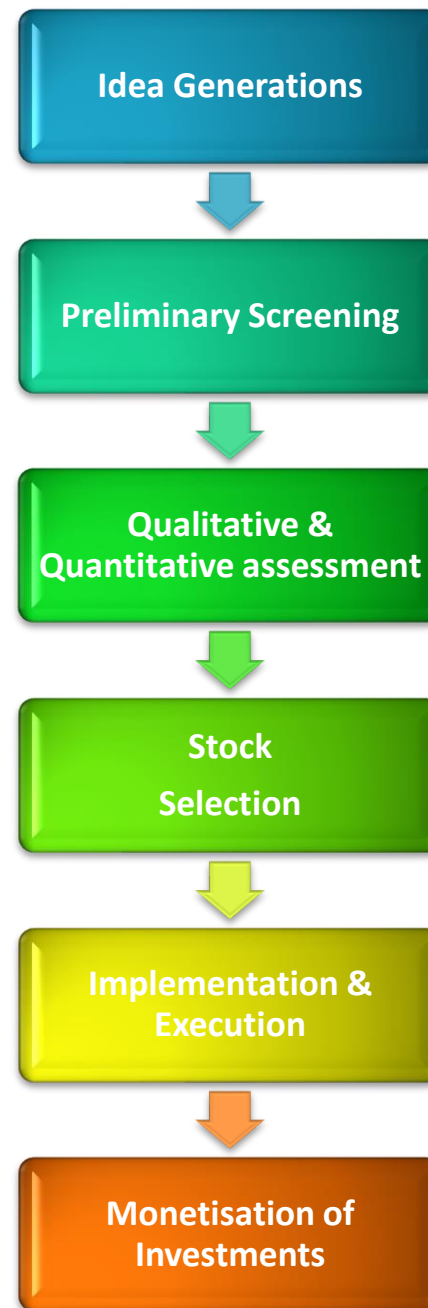 Idea Generations
Preliminary Screening
Qualitative &
Quantitative assessment
Stock
Selection
Implementation &
Execution
Monetisation of
Investments